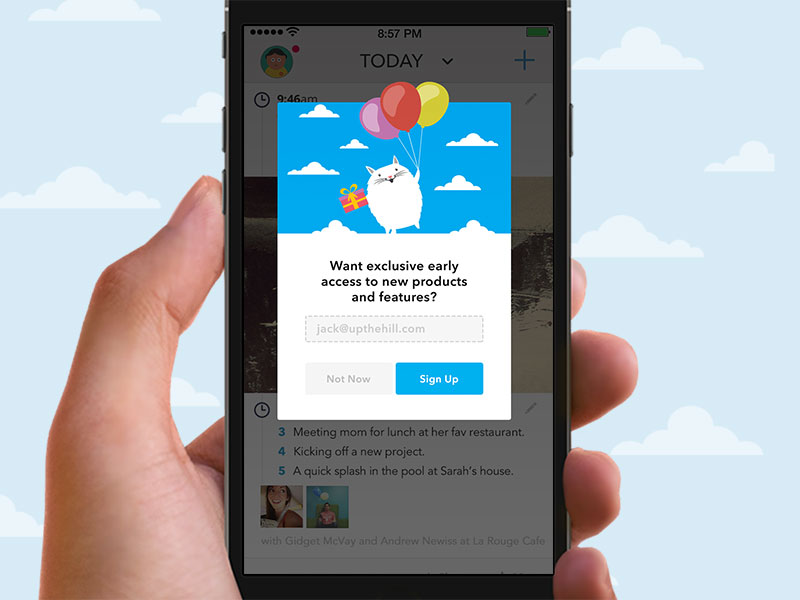 8:57 PM
TODAY
9:46am
Want exclusive early
access to new products
and features?
jack@upthehill.com
Not Now
Sign Up
3 Meeting mom for lunch at her fav restaurant.
4 Kicking off a new project.
5 A quick splash in the pool at Sarah's house.
with Gidget McVay and Andrew Newiss at La Rouge Cafe